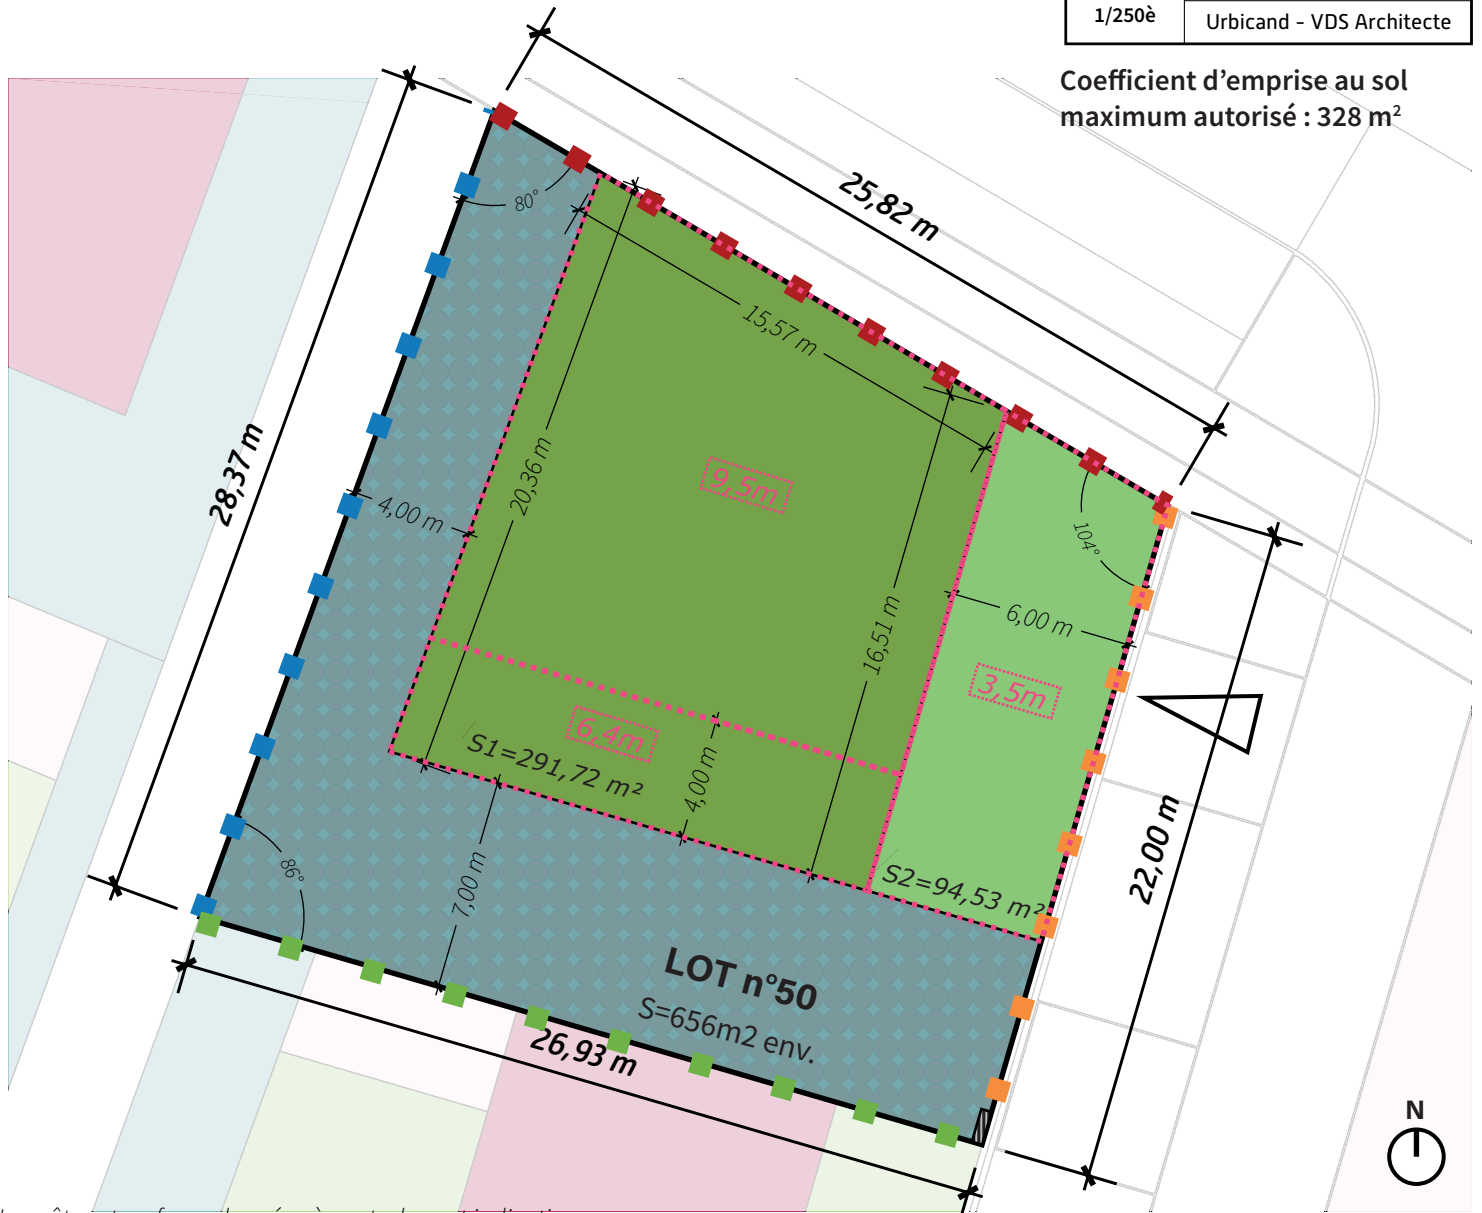 1/250è
Urbicand - VDS Architecte
Coefficient d’emprise au sol
maximum autorisé : 328 m²
25,82 m
80°
15,57 m
28,37 m
20,36 m
9,5m
4,00 m
104°
6,00 m
16,51 m
3,5m
6,4m
S1=291,72 m²
4,00 m
22,00 m
86°
7,00 m
S2=94,53 m²
LOT n°50
S=656m2 env.
26,93 m
N